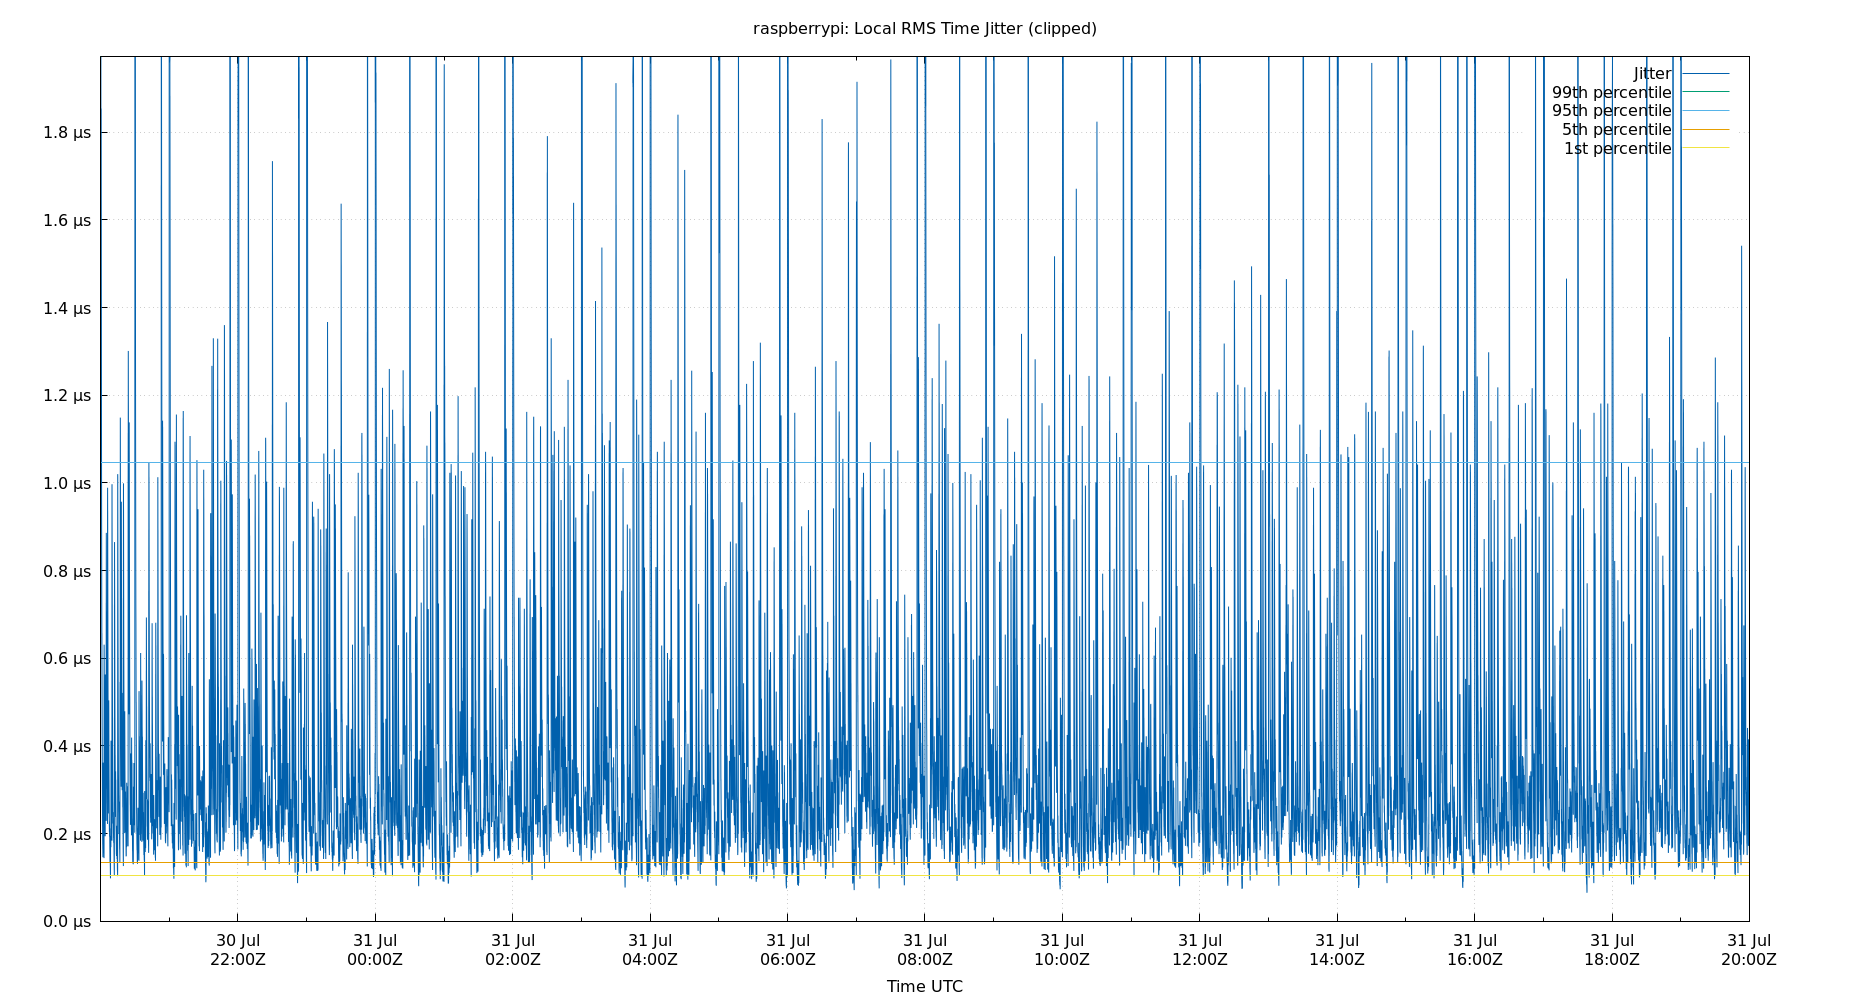 raspberrypi: Local RMS Time Jitter (clipped)
Jitter
99th percentile
95th percentile
5th percentile
1st percentile
1.8 µs
1.6 µs
1.4 µs
1.2 µs
1.0 µs
0.8 µs
0.6 µs
0.4 µs
0.2 µs
0.0 µs
30 Jul 31 Jul 31 Jul 31 Jul 31 Jul 31 Jul 31 Jul 31 Jul 31 Jul 31 Jul 31 Jul 31 Jul
22:00Z 00:00Z 02:00Z 04:00Z 06:00Z 08:00Z 10:00Z 12:00Z 14:00Z 16:00Z 18:00Z 20:00Z
Time UTC